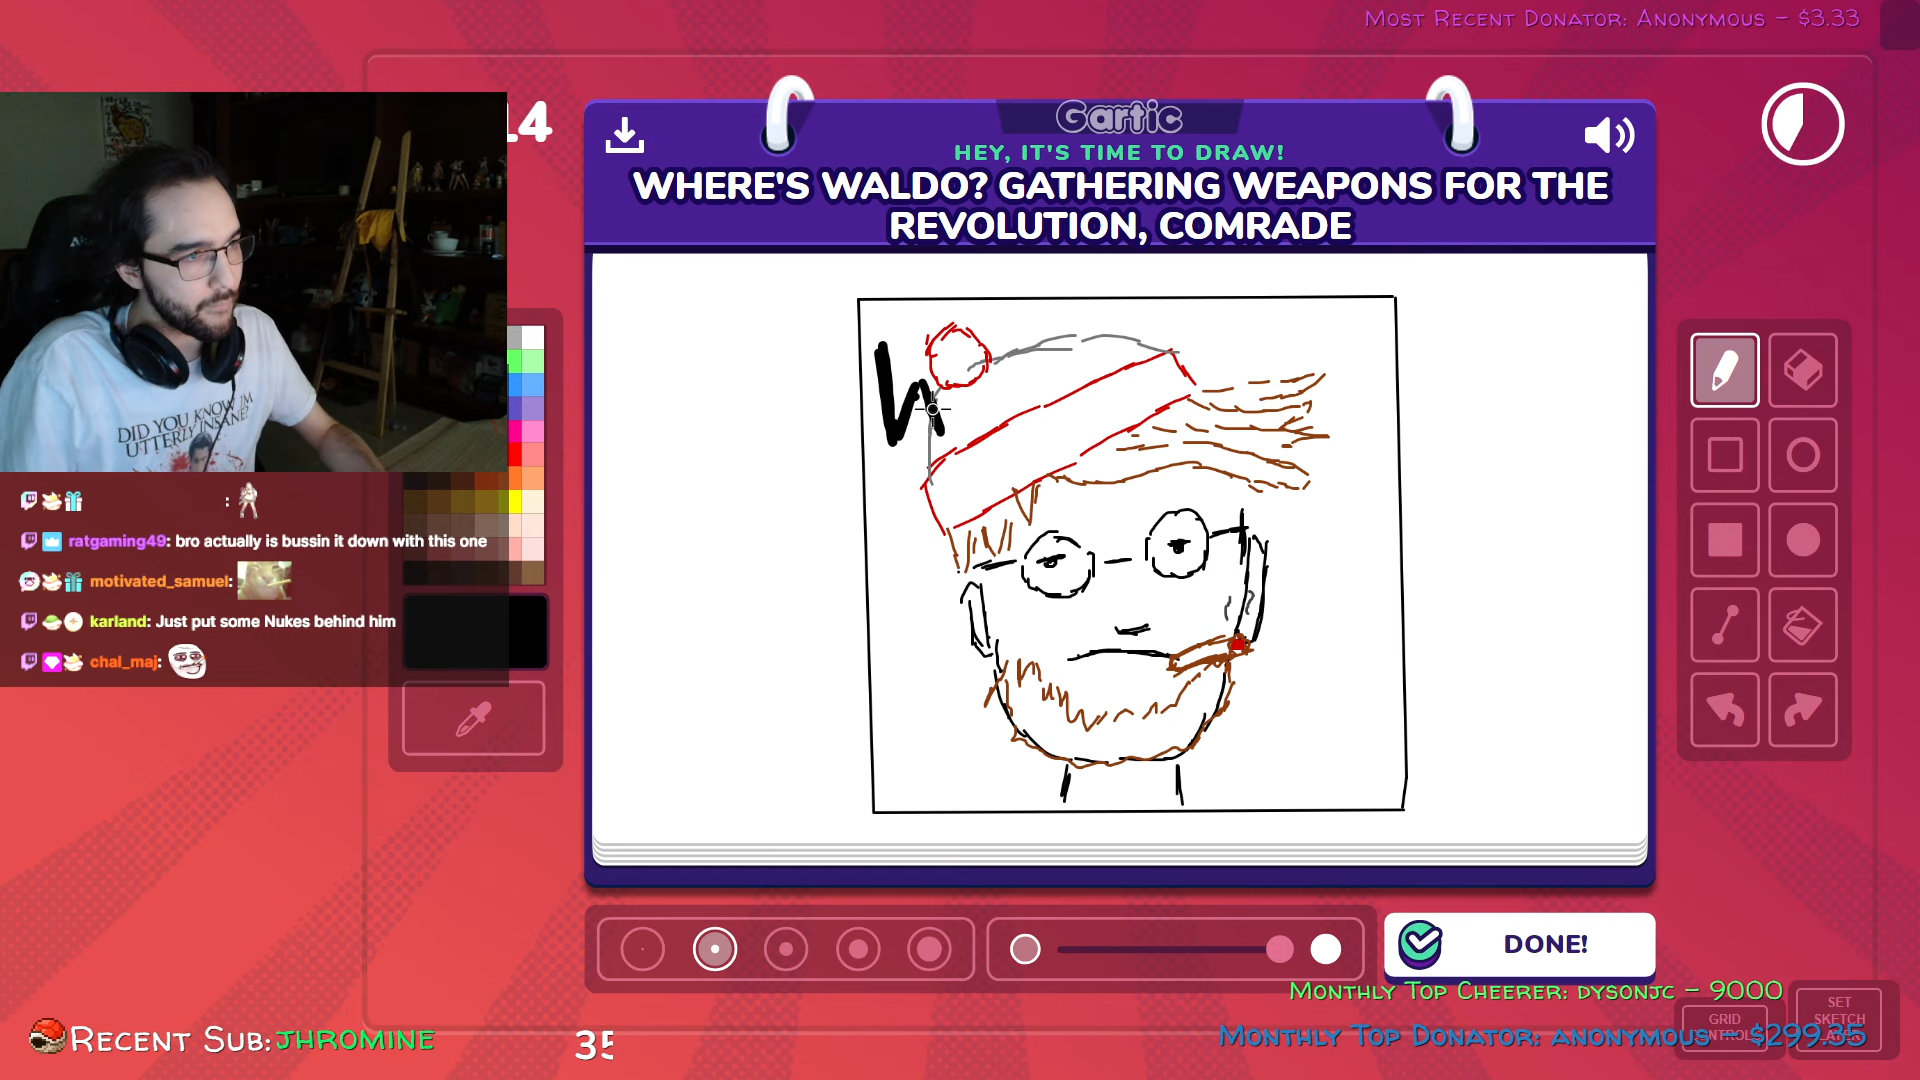 MOST RECENT DONATOR: ANONYMOUS - $3.33
14
Gartic
HEY, IT'S TIME TO DRAW!
WHERE'S WALDO? GATHERING WEAPONS FOR THE
REVOLUTION, COMRADE
W
DID YOU KNOW IM
UTTERLY INSANE?
:
ratgaming49: bro actually is bussin it down with this one
motivated_samuel:
karland: Just put some Nukes behind him
chal_maj:
DONE!
MONTHLY TOP CHEERER: DYSONJC - 9000
SET
SKETCH
GRID
RECENT SUB: JHROMINE
35
MONTHLY TOP DONATOR: ANONYMOUS - $299.35